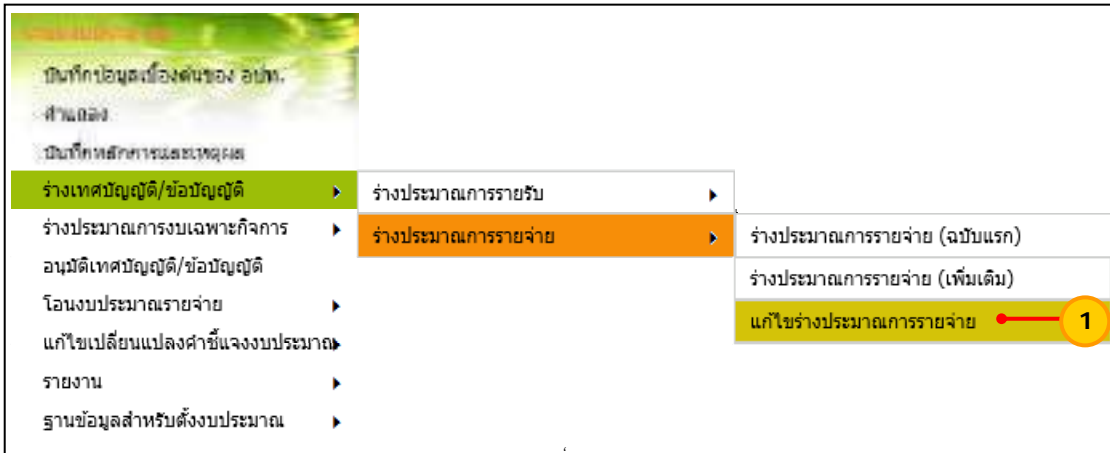 บันทึกข้อมูลเบื้องต้นของ อปท.
คำแถลง
บันทึกหลักการและเหตุผล
ร่างเทศบัญญัติ/ข้อบัญญัติ
ร่างประมาณการรายรับ
ร่างประมาณการงบเฉพาะกิจการ
ร่างประมาณการรายจ่าย
ร่างประมาณการรายจ่าย (ฉบับแรก)
อนุมัติเทศบัญญัติ/ข้อบัญญัติ
ร่างประมาณการรายจ่าย (เพิ่มเติม)
โอนงบประมาณรายจ่าย
แก้ไขร่างประมาณการรายจ่าย
1
แก้ไขเปลี่ยนแปลงคำชี้แจงงบประมาณ
รายงาน
ฐานข้อมูลสำหรับตั้งงบประมาณ